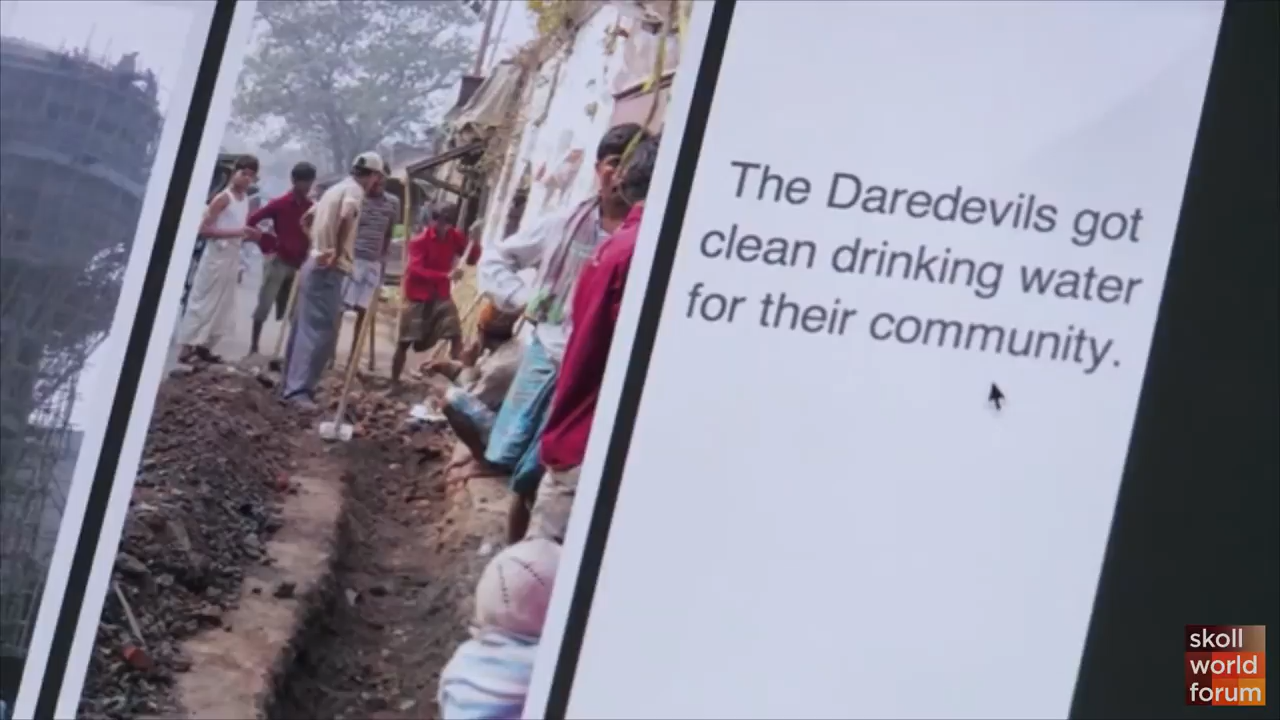 The Daredevils got
clean drinking water
for their community.
skoll
world
forum